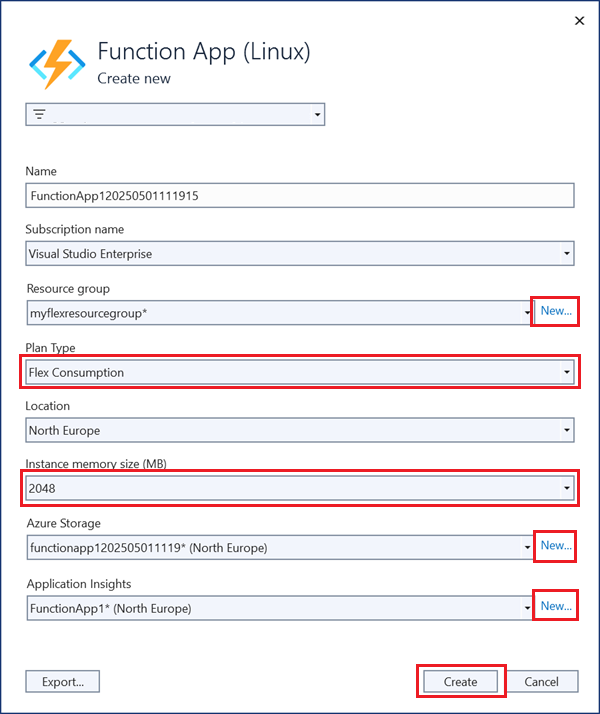 Function App (Linux)
Create new
Name
FunctionApp120250501111915
Subscription name
Visual Studio Enterprise
Resource group
myflexresourcegroup*
New...
Plan Type
Flex Consumption
Location
North Europe
Instance memory size (MB)
2048
Azure Storage
functionapp1202505011119* (North Europe)
New...
Application Insights
FunctionApp1* (North Europe)
New...
Export...
Create
Cancel